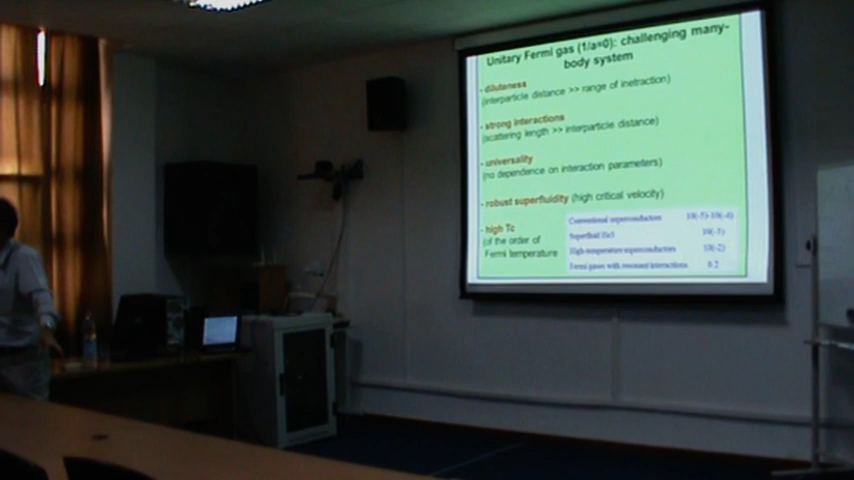 Unitary Fermi gas (1/a=0): challenging many-
body system
- diluteness
(interparticle distance >> range of inetraction)
- strong interactions
(scattering length >> interparticle distance)
- universality
(no dependence on interaction parameters)
- robust superfluidity (high critical velocity)
- high Tc
(of the order of
Fermi temperature
Conventional superconductors 10(-5)-10(-4)
Superfluid He3 10(-3)
High-temperature superconductors 10(-2)
Fermi gases with resonant interactions 0.2